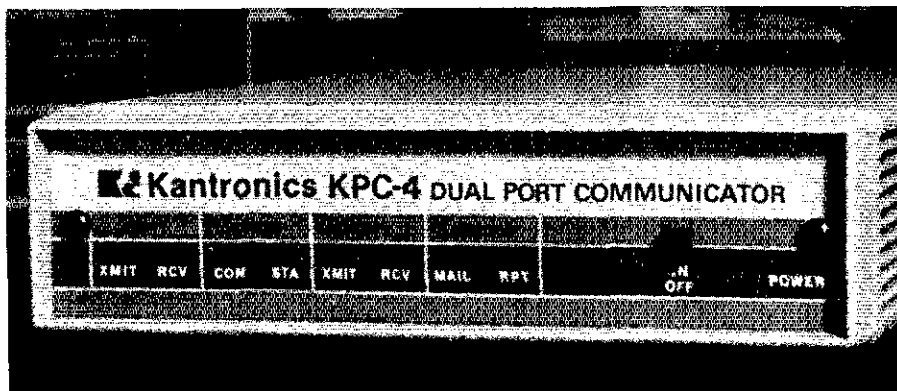 Kantronics KPC-4 DUAL PORT COMMUNICATOR
XMIT RCV CON STA XMIT RCV MAIL RPT
OFF
POWER